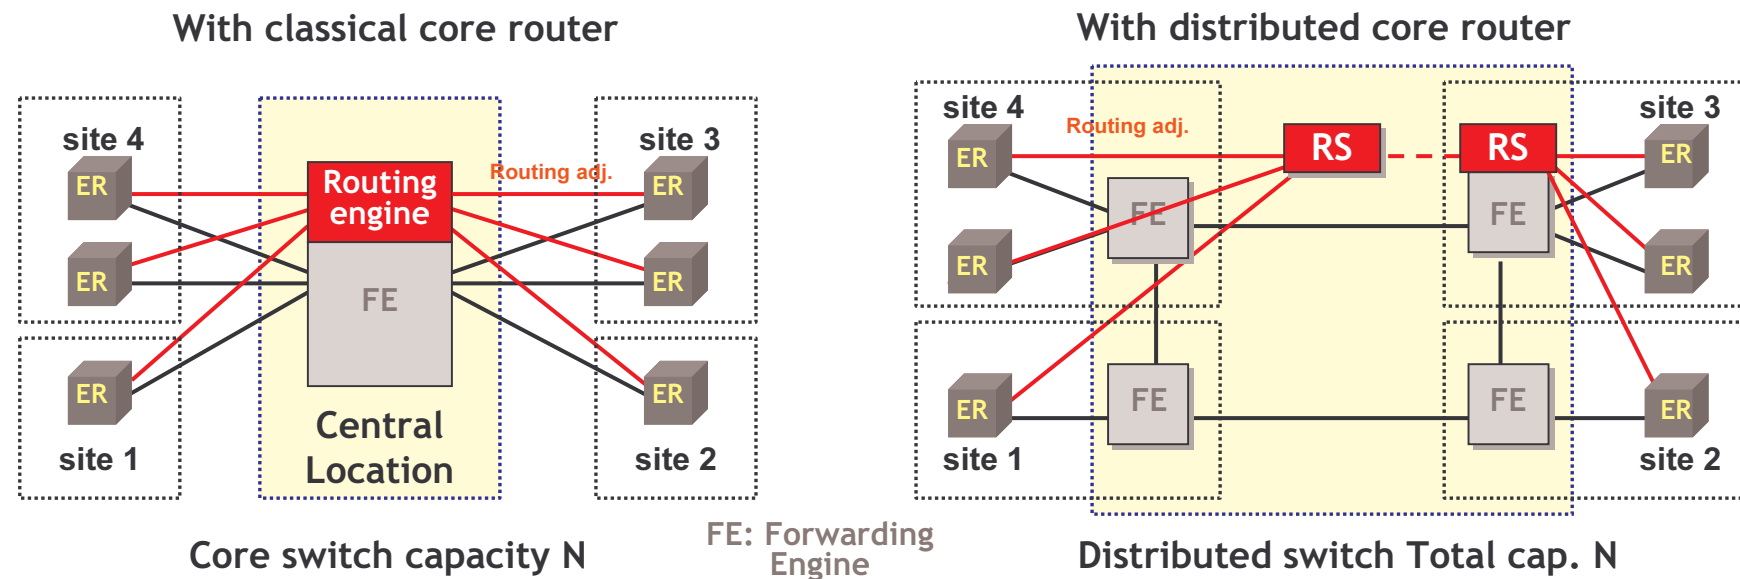 With classical core router
site 4
ER
ER
ER
site 1
Routing
engine
FE
Central
Location
Routing adj.
site 3
ER
ER
ER
site 2
Core switch capacity N
FE: Forwarding
Engine
With distributed core router
site 4
ER
ER
ER
site 1
Routing adj.
RS
RS
FE
FE
FE
FE
site 3
ER
ER
ER
site 2
Distributed switch Total cap. N